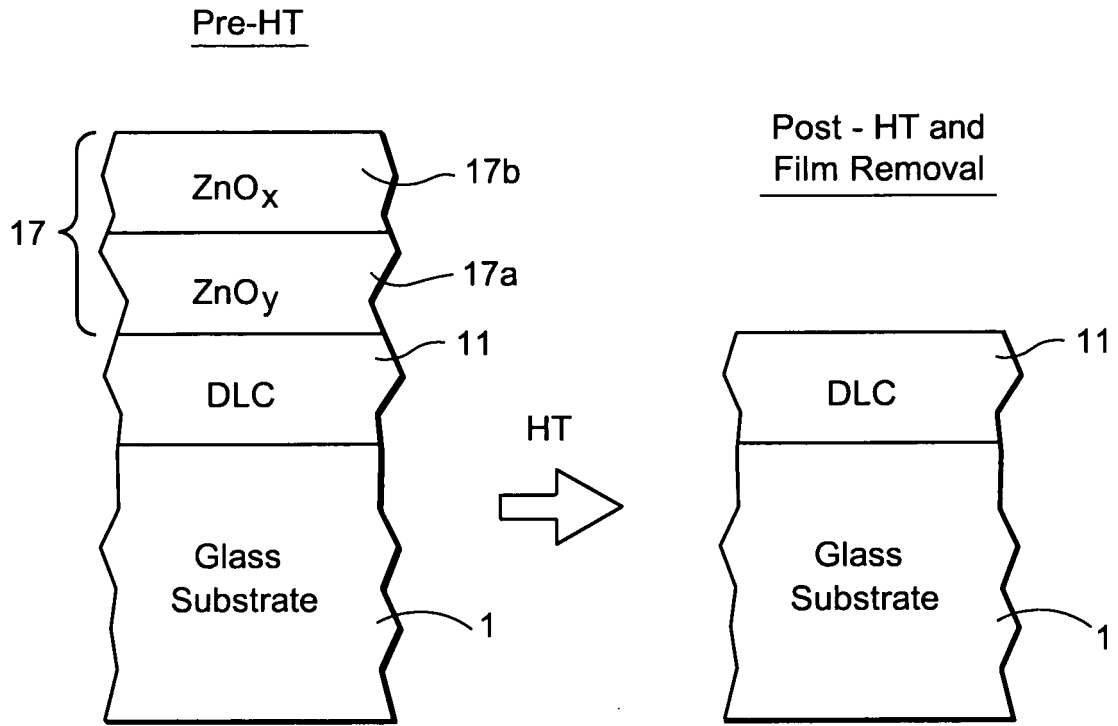 Pre-HT
ZnOx
17b
17
ZnOy
17a
11
DLC
Glass
Substrate
1
HT
Post - HT and
Film Removal
11
DLC
Glass
Substrate
1